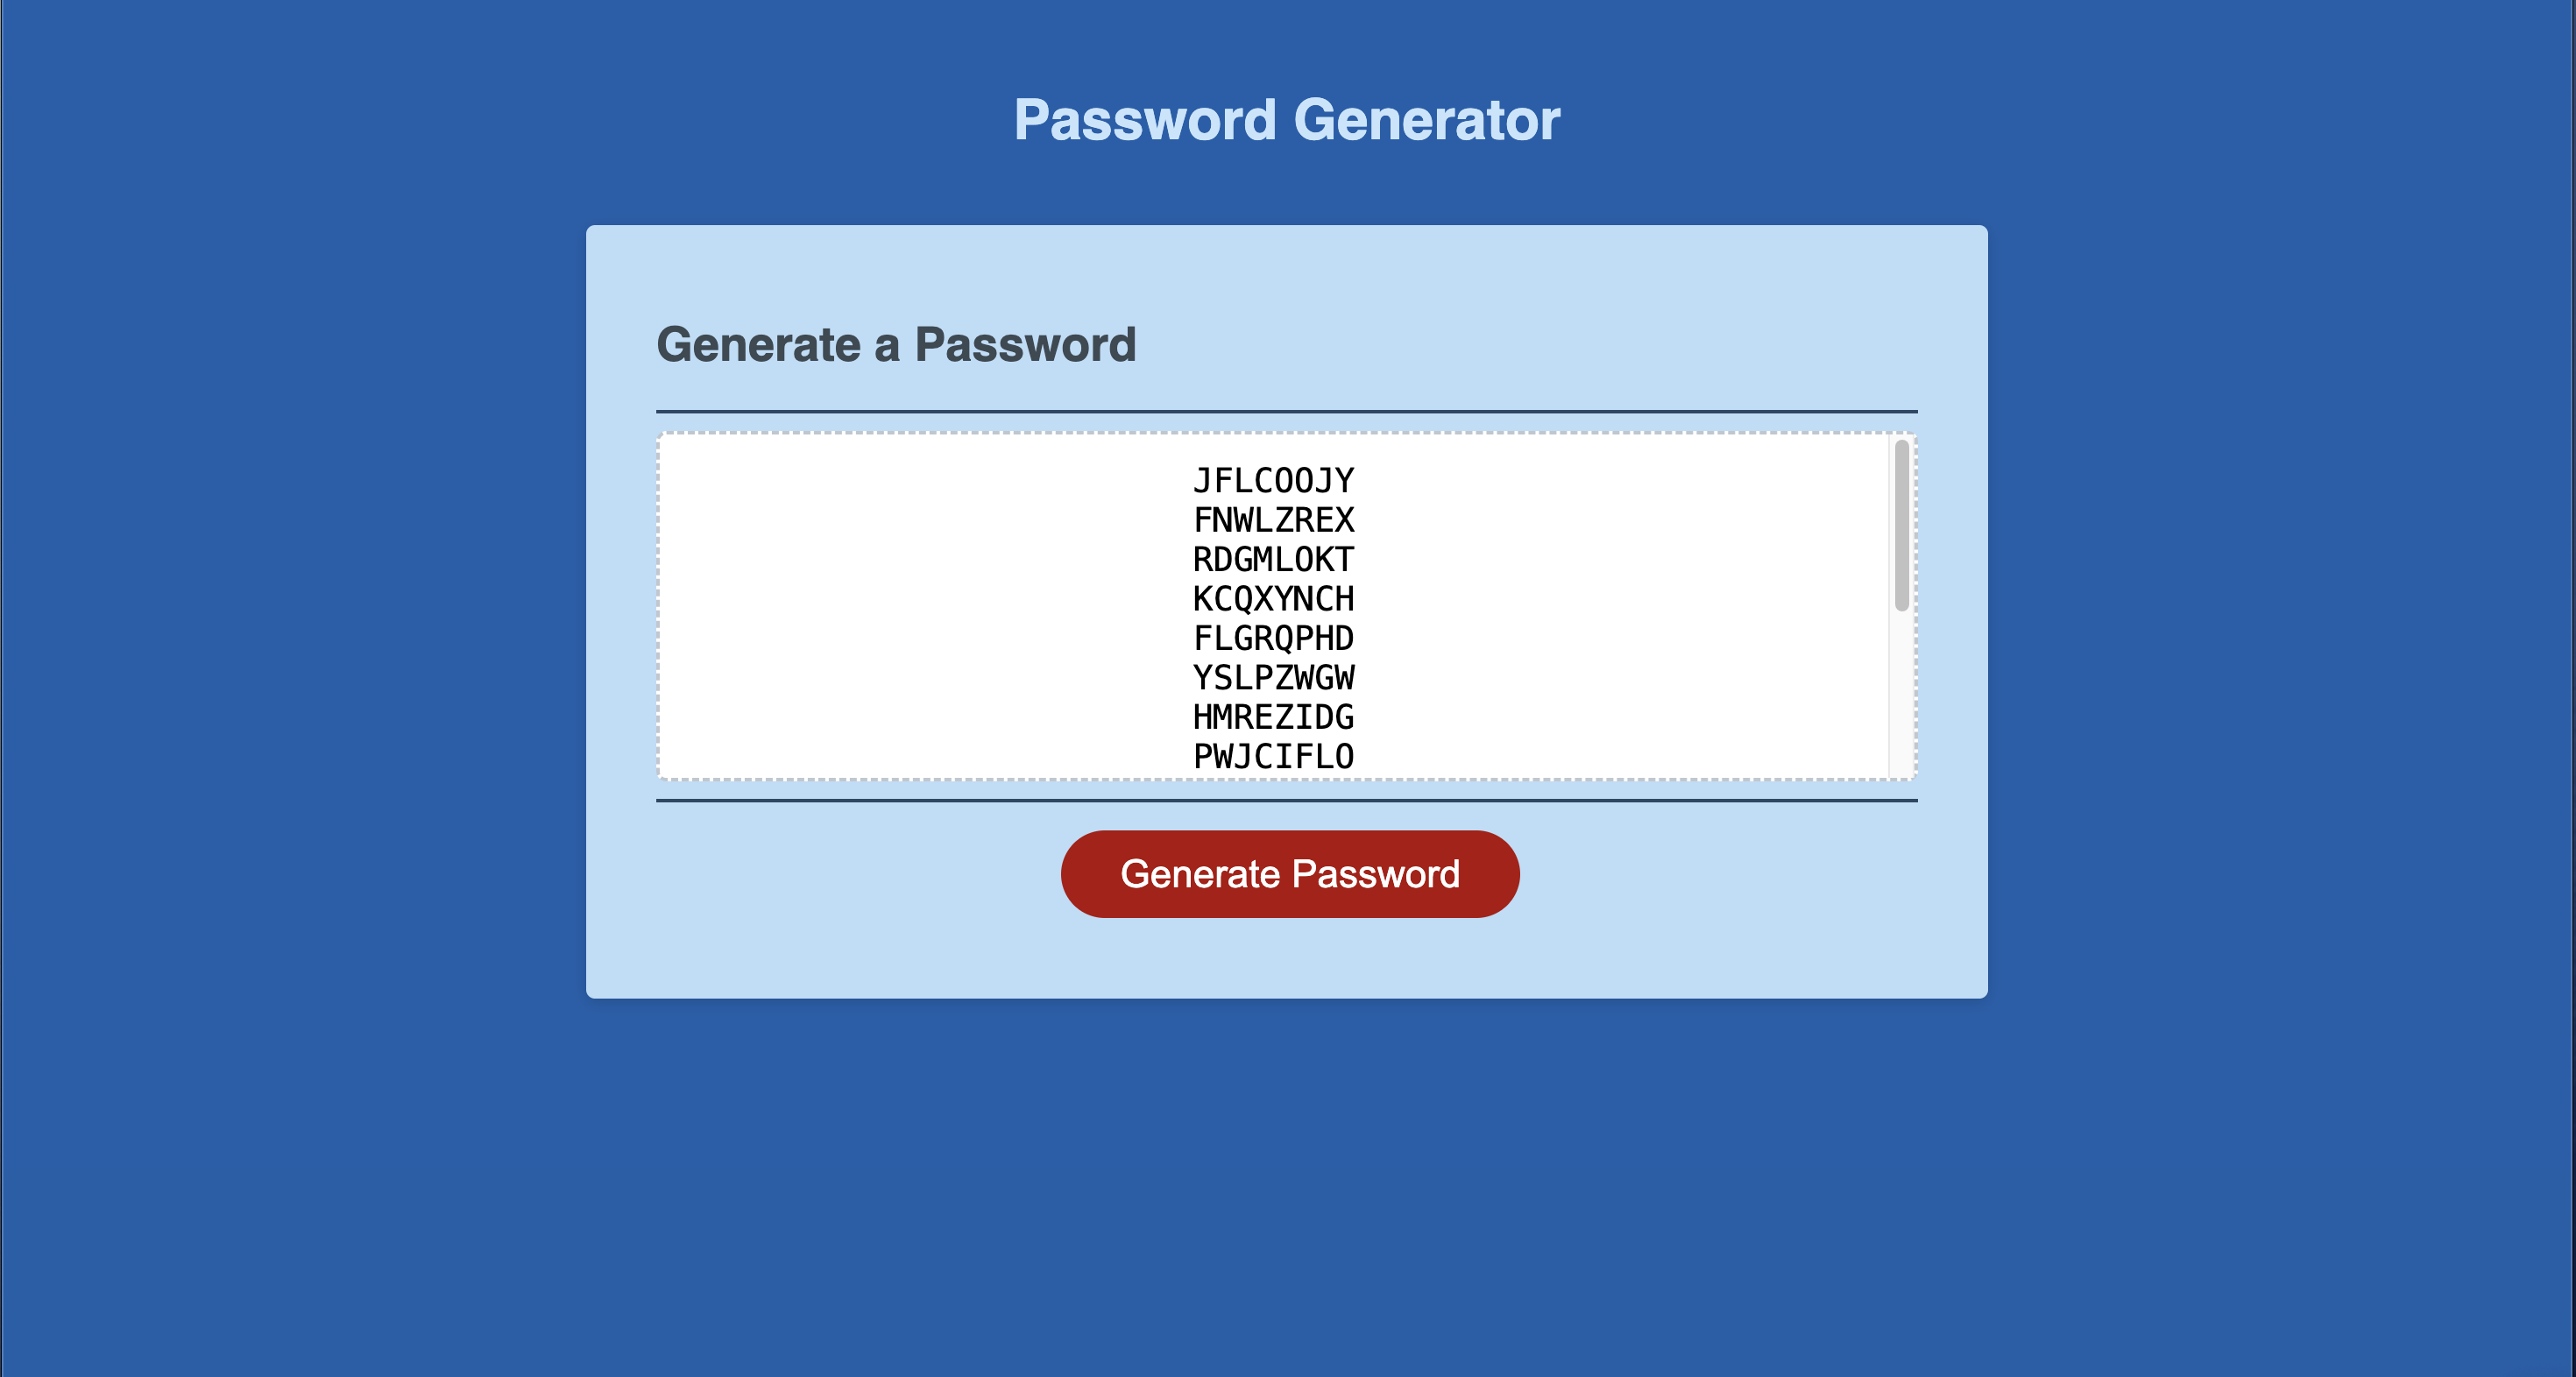 Password Generator
Generate a Password
JFLCOOJY
FNWLZREX
RDGMLOKT
KCQXYNCH
FLGRQPHD
YSLPZWGW
HMREZIDG
PWJCIFLO
Generate Password